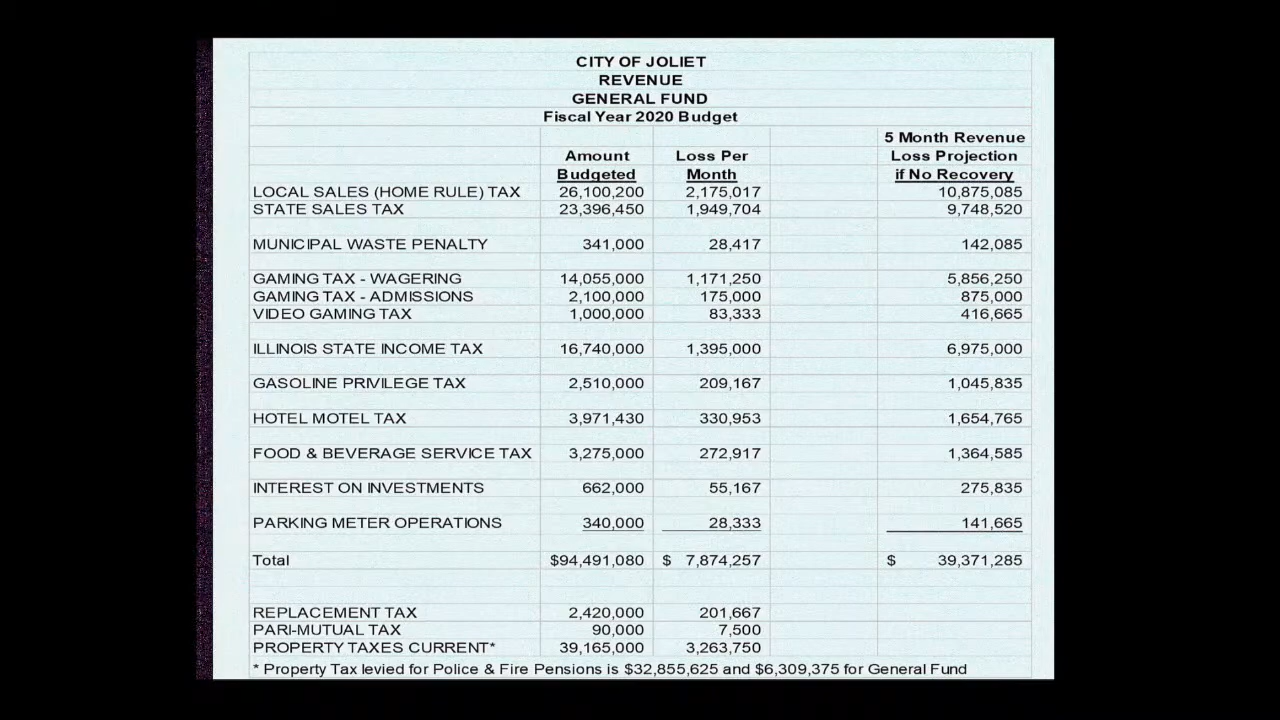 CITY OF JOLIET
REVENUE
GENERAL FUND
Fiscal Year 2020 Budget
5 Month Revenue
Amount Loss Per Loss Projection
Budgeted Month if No Recovery
LOCAL SALES (HOME RULE) TAX 26,100,200 2,175,017 10,875,085
STATE SALES TAX 23,396,450 1,949,704 9,748,520
MUNICIPAL WASTE PENALTY 341,000 28,417 142,085
GAMING TAX - WAGERING 14,055,000 1,171,250 5,856,250
GAMING TAX - ADMISSIONS 2,100,000 175,000 875,000
VIDEO GAMING TAX 1,000,000 83,333 416,665
ILLINOIS STATE INCOME TAX 16,740,000 1,395,000 6,975,000
GASOLINE PRIVILEGE TAX 2,510,000 209,167 1,045,835
HOTEL MOTEL TAX 3,971,430 330,953 1,654,765
FOOD & BEVERAGE SERVICE TAX 3,275,000 272,917 1,364,585
INTEREST ON INVESTMENTS 662,000 55,167 275,835
PARKING METER OPERATIONS 340,000 28,333 141,665
Total $94,491,080 $ 7,874,257 $ 39,371,285
REPLACEMENT TAX 2,420,000 201,667
PARI-MUTUAL TAX 90,000 7,500
PROPERTY TAXES CURRENT* 39,165,000 3,263,750
* Property Tax levied for Police & Fire Pensions is $32,855,625 and $6,309,375 for General Fund